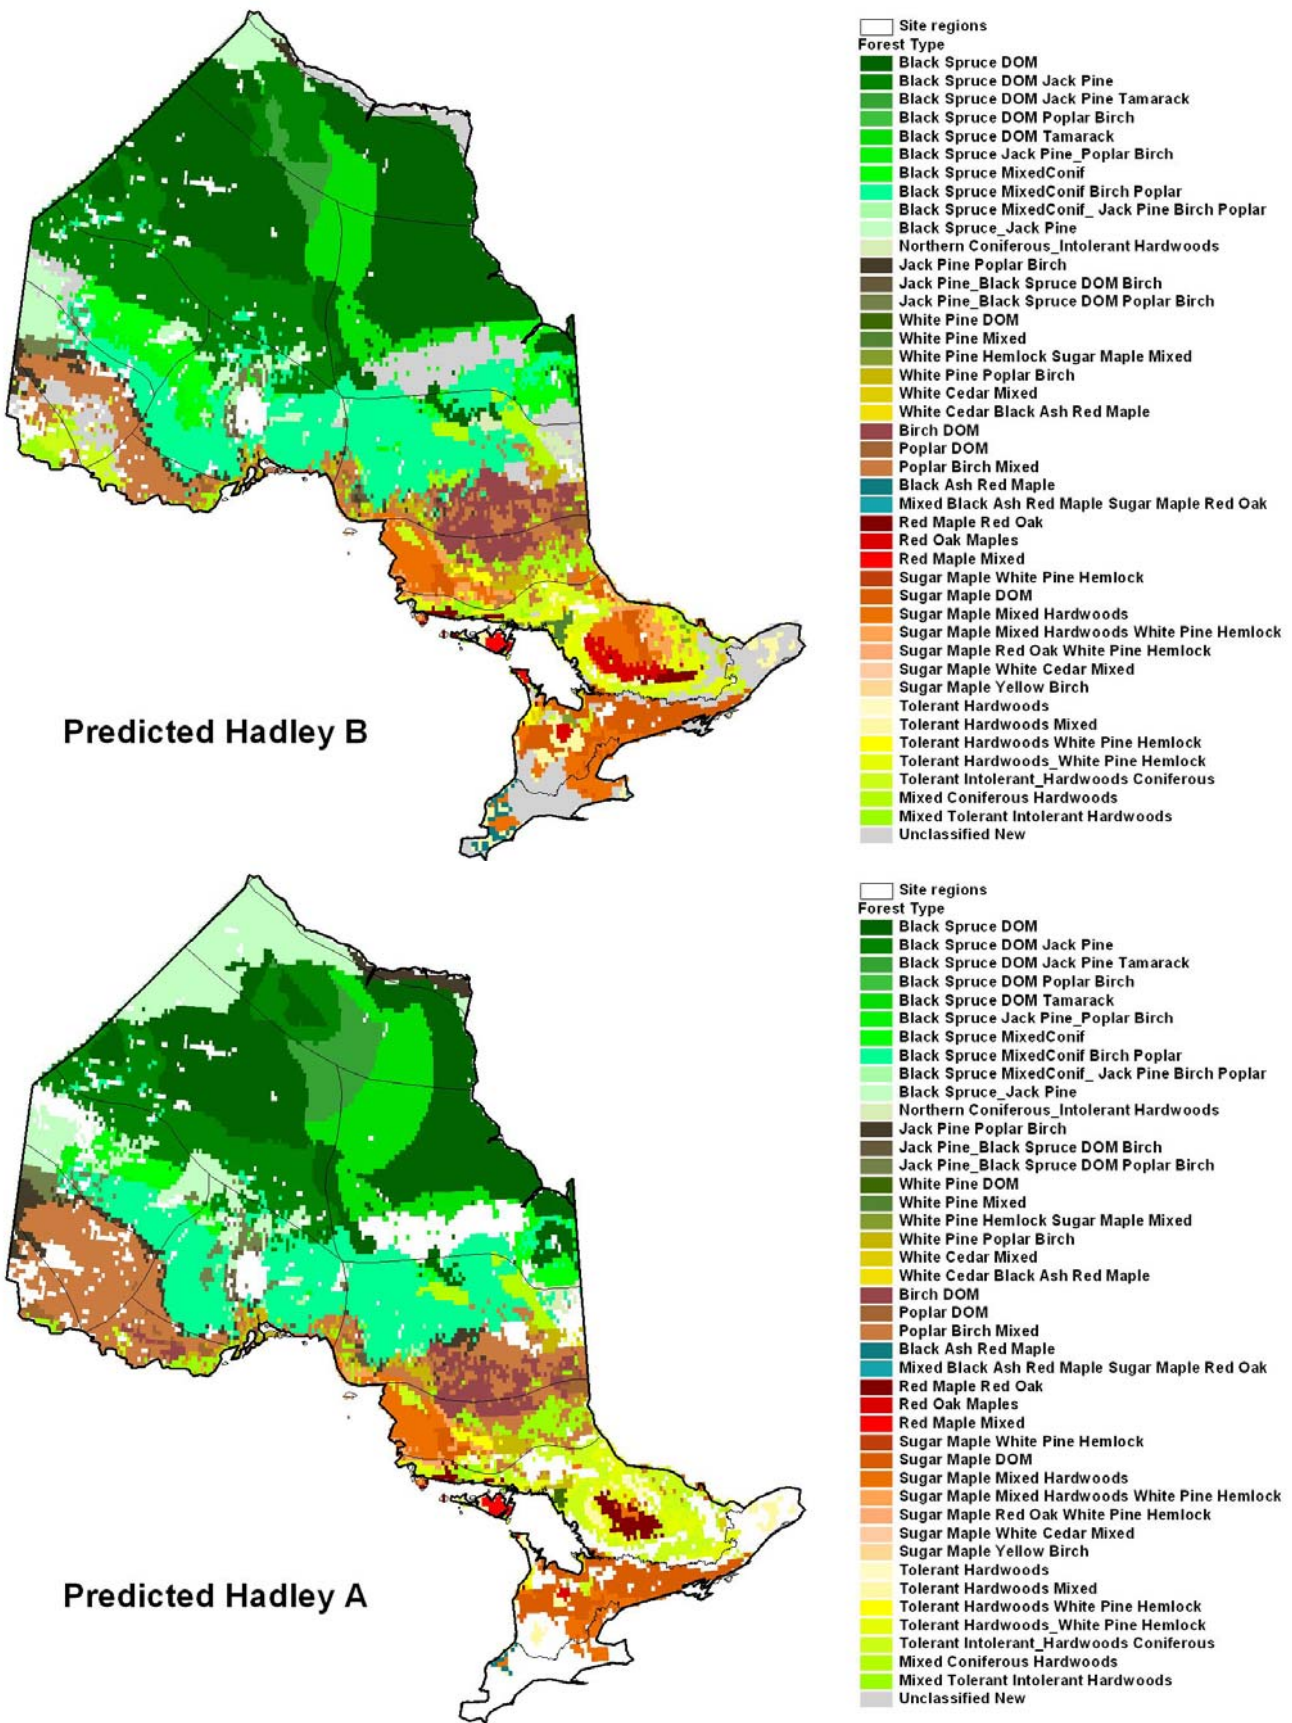 Site regions
Forest Type
Black Spruce DOM
Black Spruce DOM Jack Pine
Black Spruce DOM Jack Pine Tamarack
Black Spruce DOM Poplar Birch
Black Spruce DOM Tamarack
Black Spruce Jack Pine_Poplar Birch
Black Spruce MixedConif
Black Spruce MixedConif Birch Poplar
Black Spruce MixedConif_ Jack Pine Birch Poplar
Black Spruce_Jack Pine
Northern Coniferous_Intolerant Hardwoods
Jack Pine Poplar Birch
Jack Pine_Black Spruce DOM Birch
Jack Pine_Black Spruce DOM Poplar Birch
White Pine DOM
White Pine Mixed
White Pine Hemlock Sugar Maple Mixed
White Pine Poplar Birch
White Cedar Mixed
White Cedar Black Ash Red Maple
Birch DOM
Poplar DOM
Poplar Birch Mixed
Black Ash Red Maple
Mixed Black Ash Red Maple Sugar Maple Red Oak
Red Maple Red Oak
Red Oak Maples
Red Maple Mixed
Sugar Maple White Pine Hemlock
Sugar Maple DOM
Sugar Maple Mixed Hardwoods
Sugar Maple Mixed Hardwoods White Pine Hemlock
Sugar Maple Red Oak White Pine Hemlock
Sugar Maple White Cedar Mixed
Sugar Maple Yellow Birch
Tolerant Hardwoods
Tolerant Hardwoods Mixed
Tolerant Hardwoods White Pine Hemlock
Tolerant Hardwoods_White Pine Hemlock
Tolerant Intolerant_Hardwoods Coniferous
Mixed Coniferous Hardwoods
Mixed Tolerant Intolerant Hardwoods
Unclassified New
Predicted Hadley B
Site regions
Forest Type
Black Spruce DOM
Black Spruce DOM Jack Pine
Black Spruce DOM Jack Pine Tamarack
Black Spruce DOM Poplar Birch
Black Spruce DOM Tamarack
Black Spruce Jack Pine_Poplar Birch
Black Spruce MixedConif
Black Spruce MixedConif Birch Poplar
Black Spruce MixedConif_ Jack Pine Birch Poplar
Black Spruce_Jack Pine
Northern Coniferous_Intolerant Hardwoods
Jack Pine Poplar Birch
Jack Pine_Black Spruce DOM Birch
Jack Pine_Black Spruce DOM Poplar Birch
White Pine DOM
White Pine Mixed
White Pine Hemlock Sugar Maple Mixed
White Pine Poplar Birch
White Cedar Mixed
White Cedar Black Ash Red Maple
Birch DOM
Poplar DOM
Poplar Birch Mixed
Black Ash Red Maple
Mixed Black Ash Red Maple Sugar Maple Red Oak
Red Maple Red Oak
Red Oak Maples
Red Maple Mixed
Sugar Maple White Pine Hemlock
Sugar Maple DOM
Sugar Maple Mixed Hardwoods
Sugar Maple Mixed Hardwoods White Pine Hemlock
Sugar Maple Red Oak White Pine Hemlock
Sugar Maple White Cedar Mixed
Sugar Maple Yellow Birch
Tolerant Hardwoods
Tolerant Hardwoods Mixed
Tolerant Hardwoods White Pine Hemlock
Tolerant Hardwoods_White Pine Hemlock
Tolerant Intolerant_Hardwoods Coniferous
Mixed Coniferous Hardwoods
Mixed Tolerant Intolerant Hardwoods
Unclassified New
Predicted Hadley A